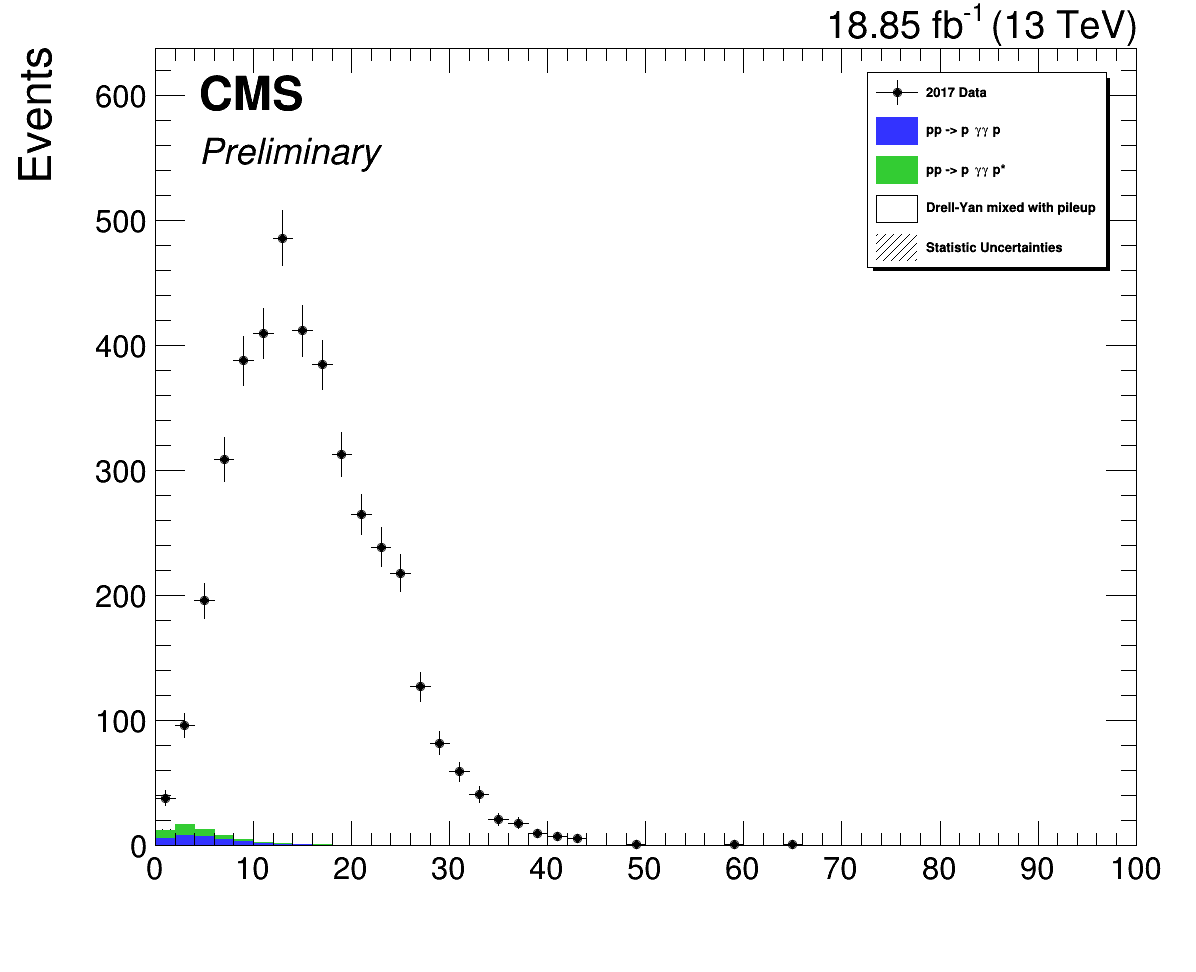 18.85 fb⁻¹ (13 TeV)
Events
CMS
Preliminary
2017 Data
pp -> p γγ p
pp -> p γγ p*
Drell-Yan mixed with pileup
Statistic Uncertainties
600
500
400
300
200
100
0
0 10 20 30 40 50 60 70 80 90 100